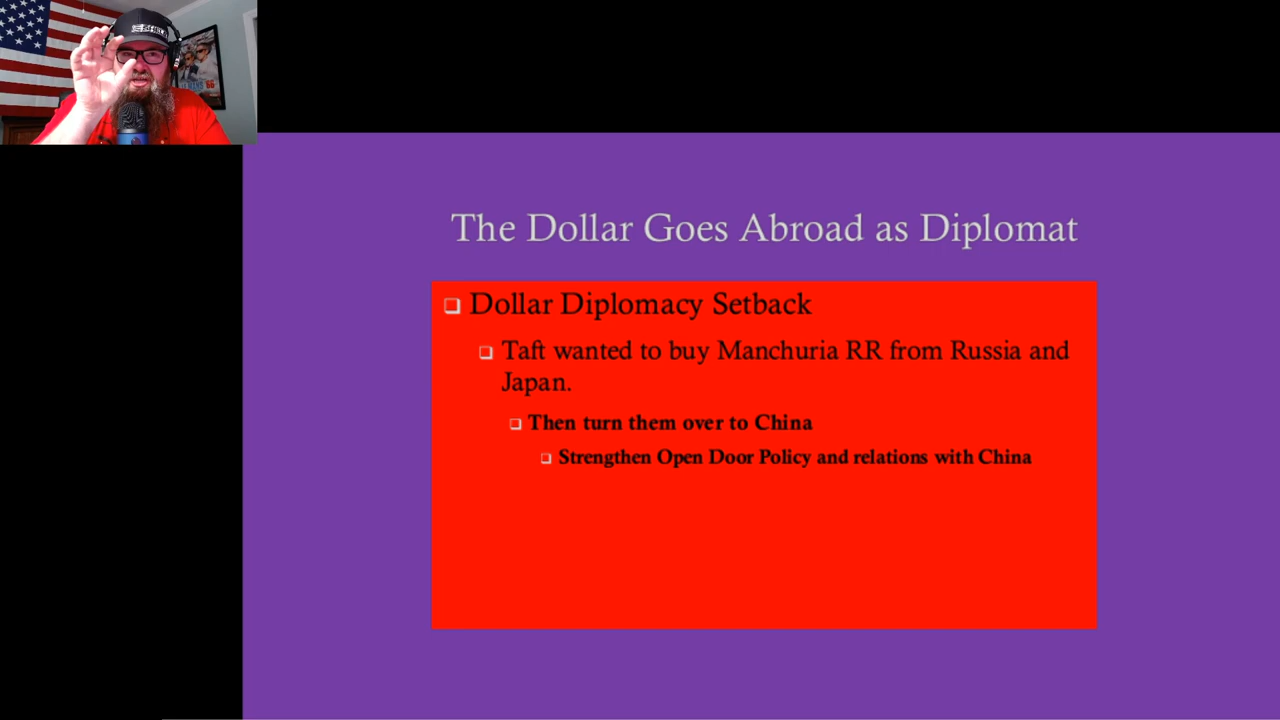 The Dollar Goes Abroad as Diplomat
Dollar Diplomacy Setback
Taft wanted to buy Manchuria RR from Russia and
Japan.
Then turn them over to China
Strengthen Open Door Policy and relations with China